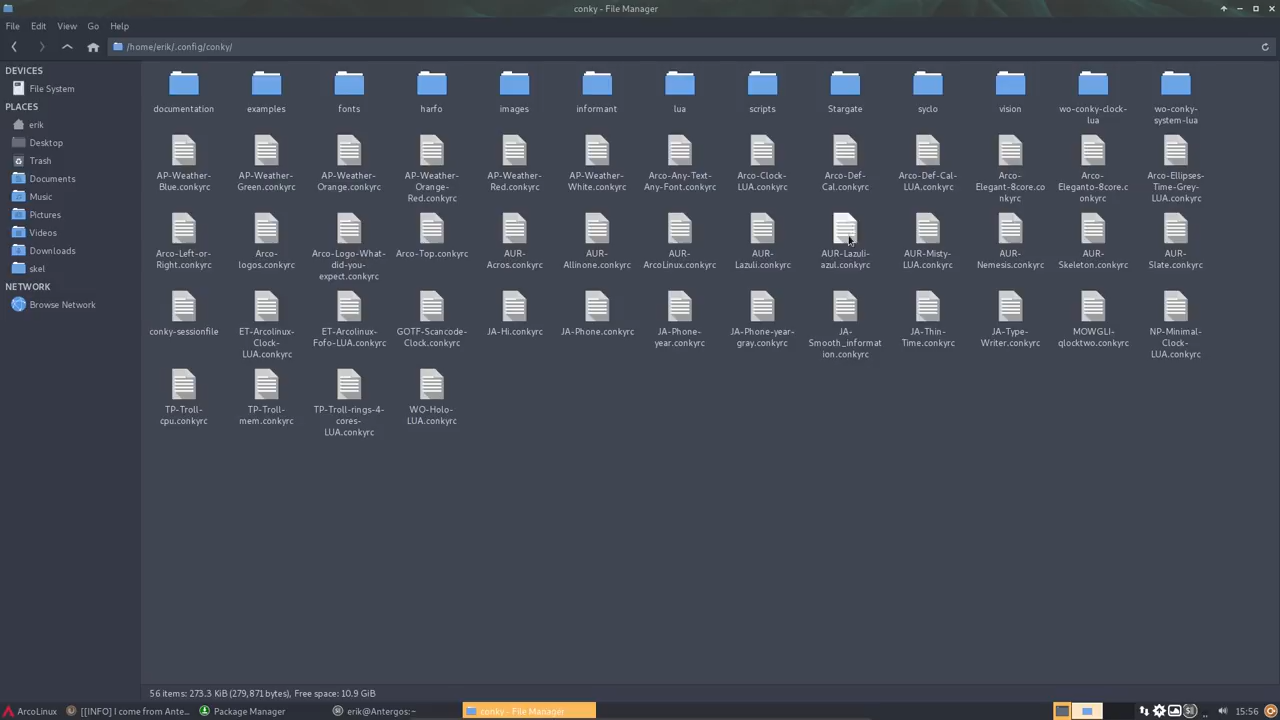 conky - File Manager
File Edit View Go Help
/home/erik/.config/conky/
DEVICES
File System
PLACES
erik
Desktop
Trash
Documents
Music
Pictures
Videos
Downloads
skel
NETWORK
Browse Network
documentation
examples
fonts
harfo
images
informant
lua
scripts
Stargate
syclo
vision
wo-conky-clock-
lua
wo-conky-
system-lua
AP-Weather-
Blue.conkyrc
AP-Weather-
Green.conkyrc
AP-Weather-
Orange.conkyrc
AP-Weather-
Orange-
Red.conkyrc
AP-Weather-
Red.conkyrc
AP-Weather-
White.conkyrc
Arco-Any-Text-
Any-Font.conkyrc
Arco-Clock-
LUA.conkyrc
Arco-Def-
Cal.conkyrc
Arco-Def-Cal-
LUA.conkyrc
Arco-
Elegant-8core.co
nkyrc
Arco-
Eleganto-8core.c
onkyrc
Arco-Ellipses-
Time-Grey-
LUA.conkyrc
Arco-Left-or-
Right.conkyrc
Arco-
logos.conkyrc
Arco-Logo-What-
did-you-
expect.conkyrc
Arco-Top.conkyrc
AUR-
Acros.conkyrc
AUR-
Allinone.conkyrc
AUR-
ArcoLinux.conkyrc
AUR-
Lazuli.conkyrc
AUR-Lazuli-
azul.conkyrc
AUR-Misty-
LUA.conkyrc
AUR-
Nemesis.conkyrc
AUR-
Skeleton.conkyrc
AUR-
Slate.conkyrc
conky-sessionfile
ET-Arcolinux-
Clock-
LUA.conkyrc
ET-Arcolinux-
Fofo-LUA.conkyrc
GOTF-Scancode-
Clock.conkyrc
JA-Hi.conkyrc
JA-Phone.conkyrc
JA-Phone-
year.conkyrc
JA-Phone-year-
gray.conkyrc
JA-
Smooth_informat
ion.conkyrc
JA-Thin-
Time.conkyrc
JA-Type-
Writer.conkyrc
MOWGLI-
qlocktwo.conkyrc
NP-Minimal-
Clock-
LUA.conkyrc
TP-Troll-
cpu.conkyrc
TP-Troll-
mem.conkyrc
TP-Troll-rings-4-
cores-
LUA.conkyrc
WO-Holo-
LUA.conkyrc
56 items: 273.3 KiB (279,871 bytes), Free space: 10.9 GiB
ArcoLinux
[[INFO] I come from Ante...
Package Manager
erik@Antergos:~
conky - File Manager
15:56